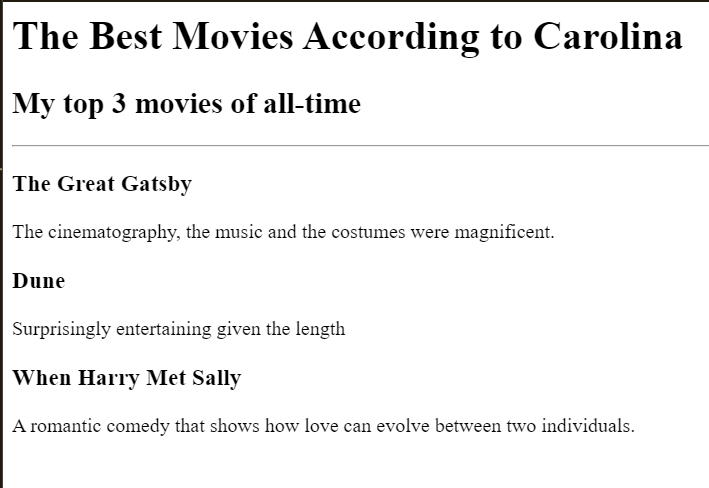 The Best Movies According to Carolina
My top 3 movies of all-time
The Great Gatsby
The cinematography, the music and the costumes were magnificent.
Dune
Surprisingly entertaining given the length
When Harry Met Sally
A romantic comedy that shows how love can evolve between two individuals.